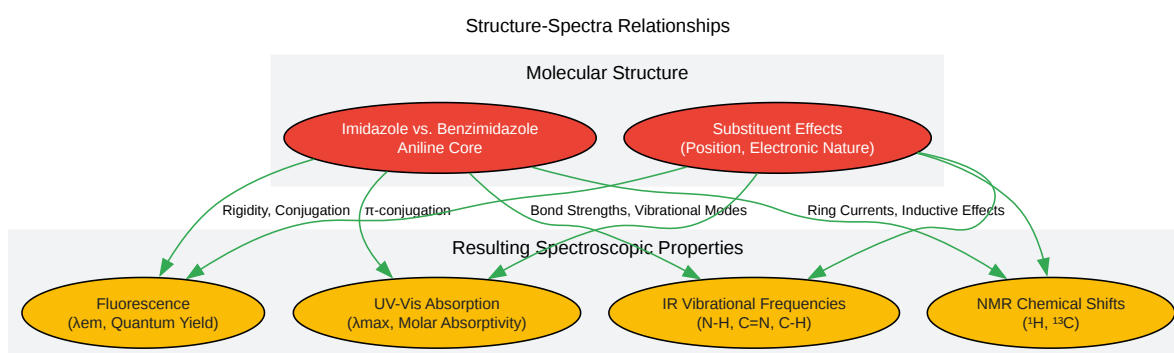 Structure-Spectra Relationships
Molecular Structure
Imidazole vs. Benzimidazole
Aniline Core
Substituent Effects
(Position, Electronic Nature)
Rigidity, Conjugation
π-conjugation
Bond Strengths, Vibrational Modes
Ring Currents, Inductive Effects
Resulting Spectroscopic Properties
Fluorescence
(λem, Quantum Yield)
UV-Vis Absorption
(λmax, Molar Absorptivity)
IR Vibrational Frequencies
(N-H, C=N, C-H)
NMR Chemical Shifts
(¹H, ¹³C)